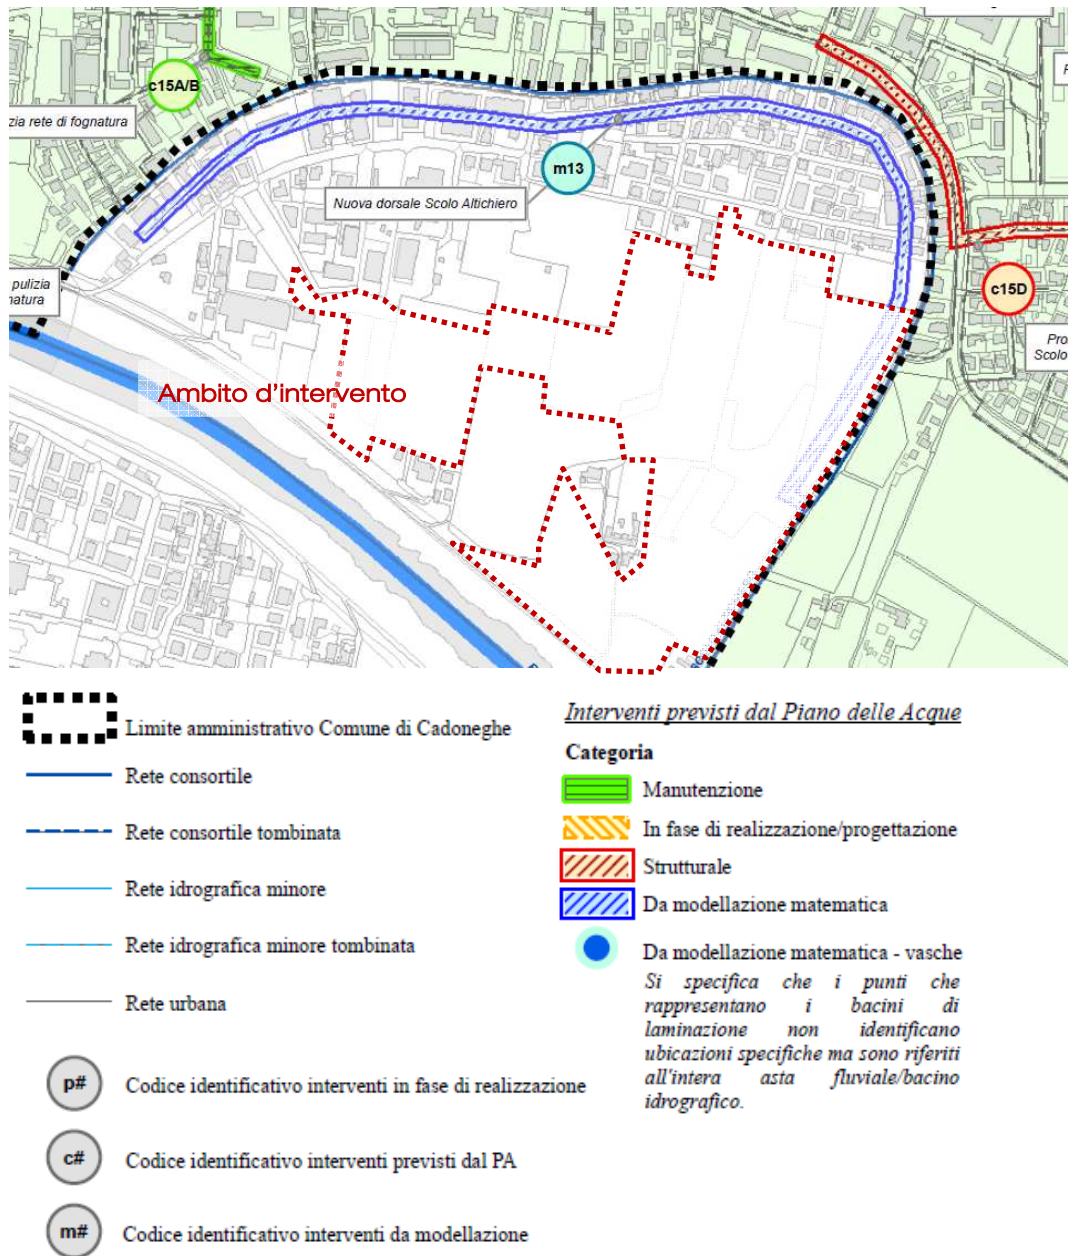 c15A/B
zia rete di fognatura
m13
Nuova dorsale Scolo Altichiero
pulizia
natura
c15D
Pro
Scolo
Ambito d'intervento
Limite amministrativo Comune di Cadoneghe
Rete consortile
Rete consortile tombinata
Rete idrografica minore
Rete idrografica minore tombinata
Rete urbana
p#
Codice identificativo interventi in fase di realizzazione
c#
Codice identificativo interventi previsti dal PA
m#
Codice identificativo interventi da modellazione
Interventi previsti dal Piano delle Acque
Categoria
Manutenzione
In fase di realizzazione/progettazione
Strutturale
Da modellazione matematica
Da modellazione matematica - vasche
Si specifica che i punti che
rappresentano i bacini di
laminazione non identificano
ubicazioni specifiche ma sono riferiti
all'intera asta fluviale/bacino
idrografico.